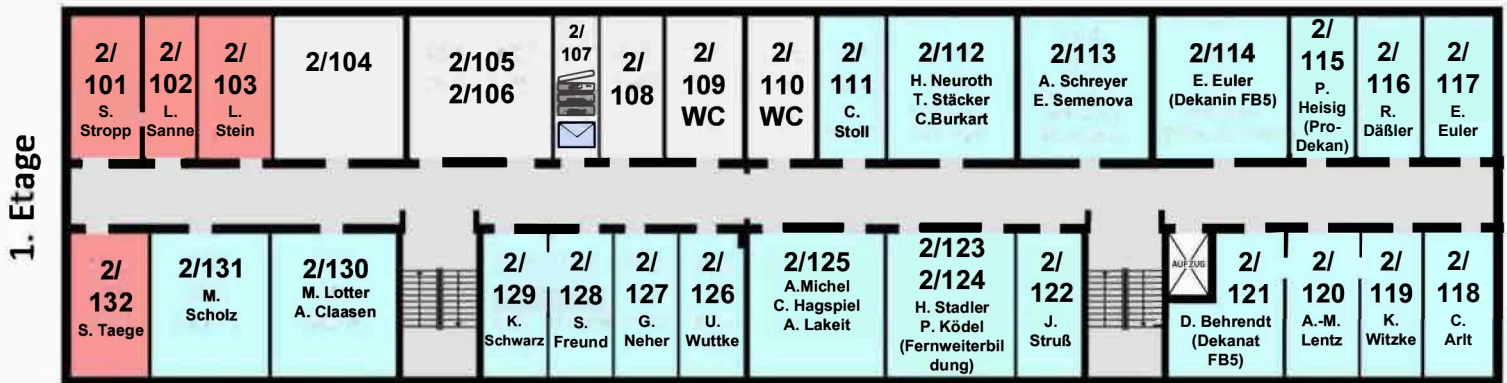 1. Etage
2/
101
S.
Stropp
2/
102
L.
Sanne
2/
103
L.
Stein
2/104
2/105
2/106
2/
107
2/
108
2/
109
WC
2/
110
WC
2/
111
C.
Stoll
2/112
H. Neuroth
T. Stäcker
C.Burkart
2/113
A. Schreyer
E. Semenova
2/114
E. Euler
(Dekanin FB5)
2/
115
P.
Heisig
(Pro-
Dekan)
2/
116
R.
Däßler
2/
117
E.
Euler
2/
132
S. Taege
2/131
M.
Scholz
2/130
M. Lotter
A. Claasen
2/
129
K.
Schwarz
2/
128
S.
Freund
2/
127
G.
Neher
2/
126
U.
Wuttke
2/125
A.Michel
C. Hagspiel
A. Lakeit
2/123
2/124
H. Stadler
P. Ködel
(Fernweiterbil
dung)
2/
122
J.
Struß
AUFZUG
2/
121
D. Behrendt
(Dekanat
FB5)
2/
120
A.-M.
Lentz
2/
119
K.
Witzke
2/
118
C.
Arlt